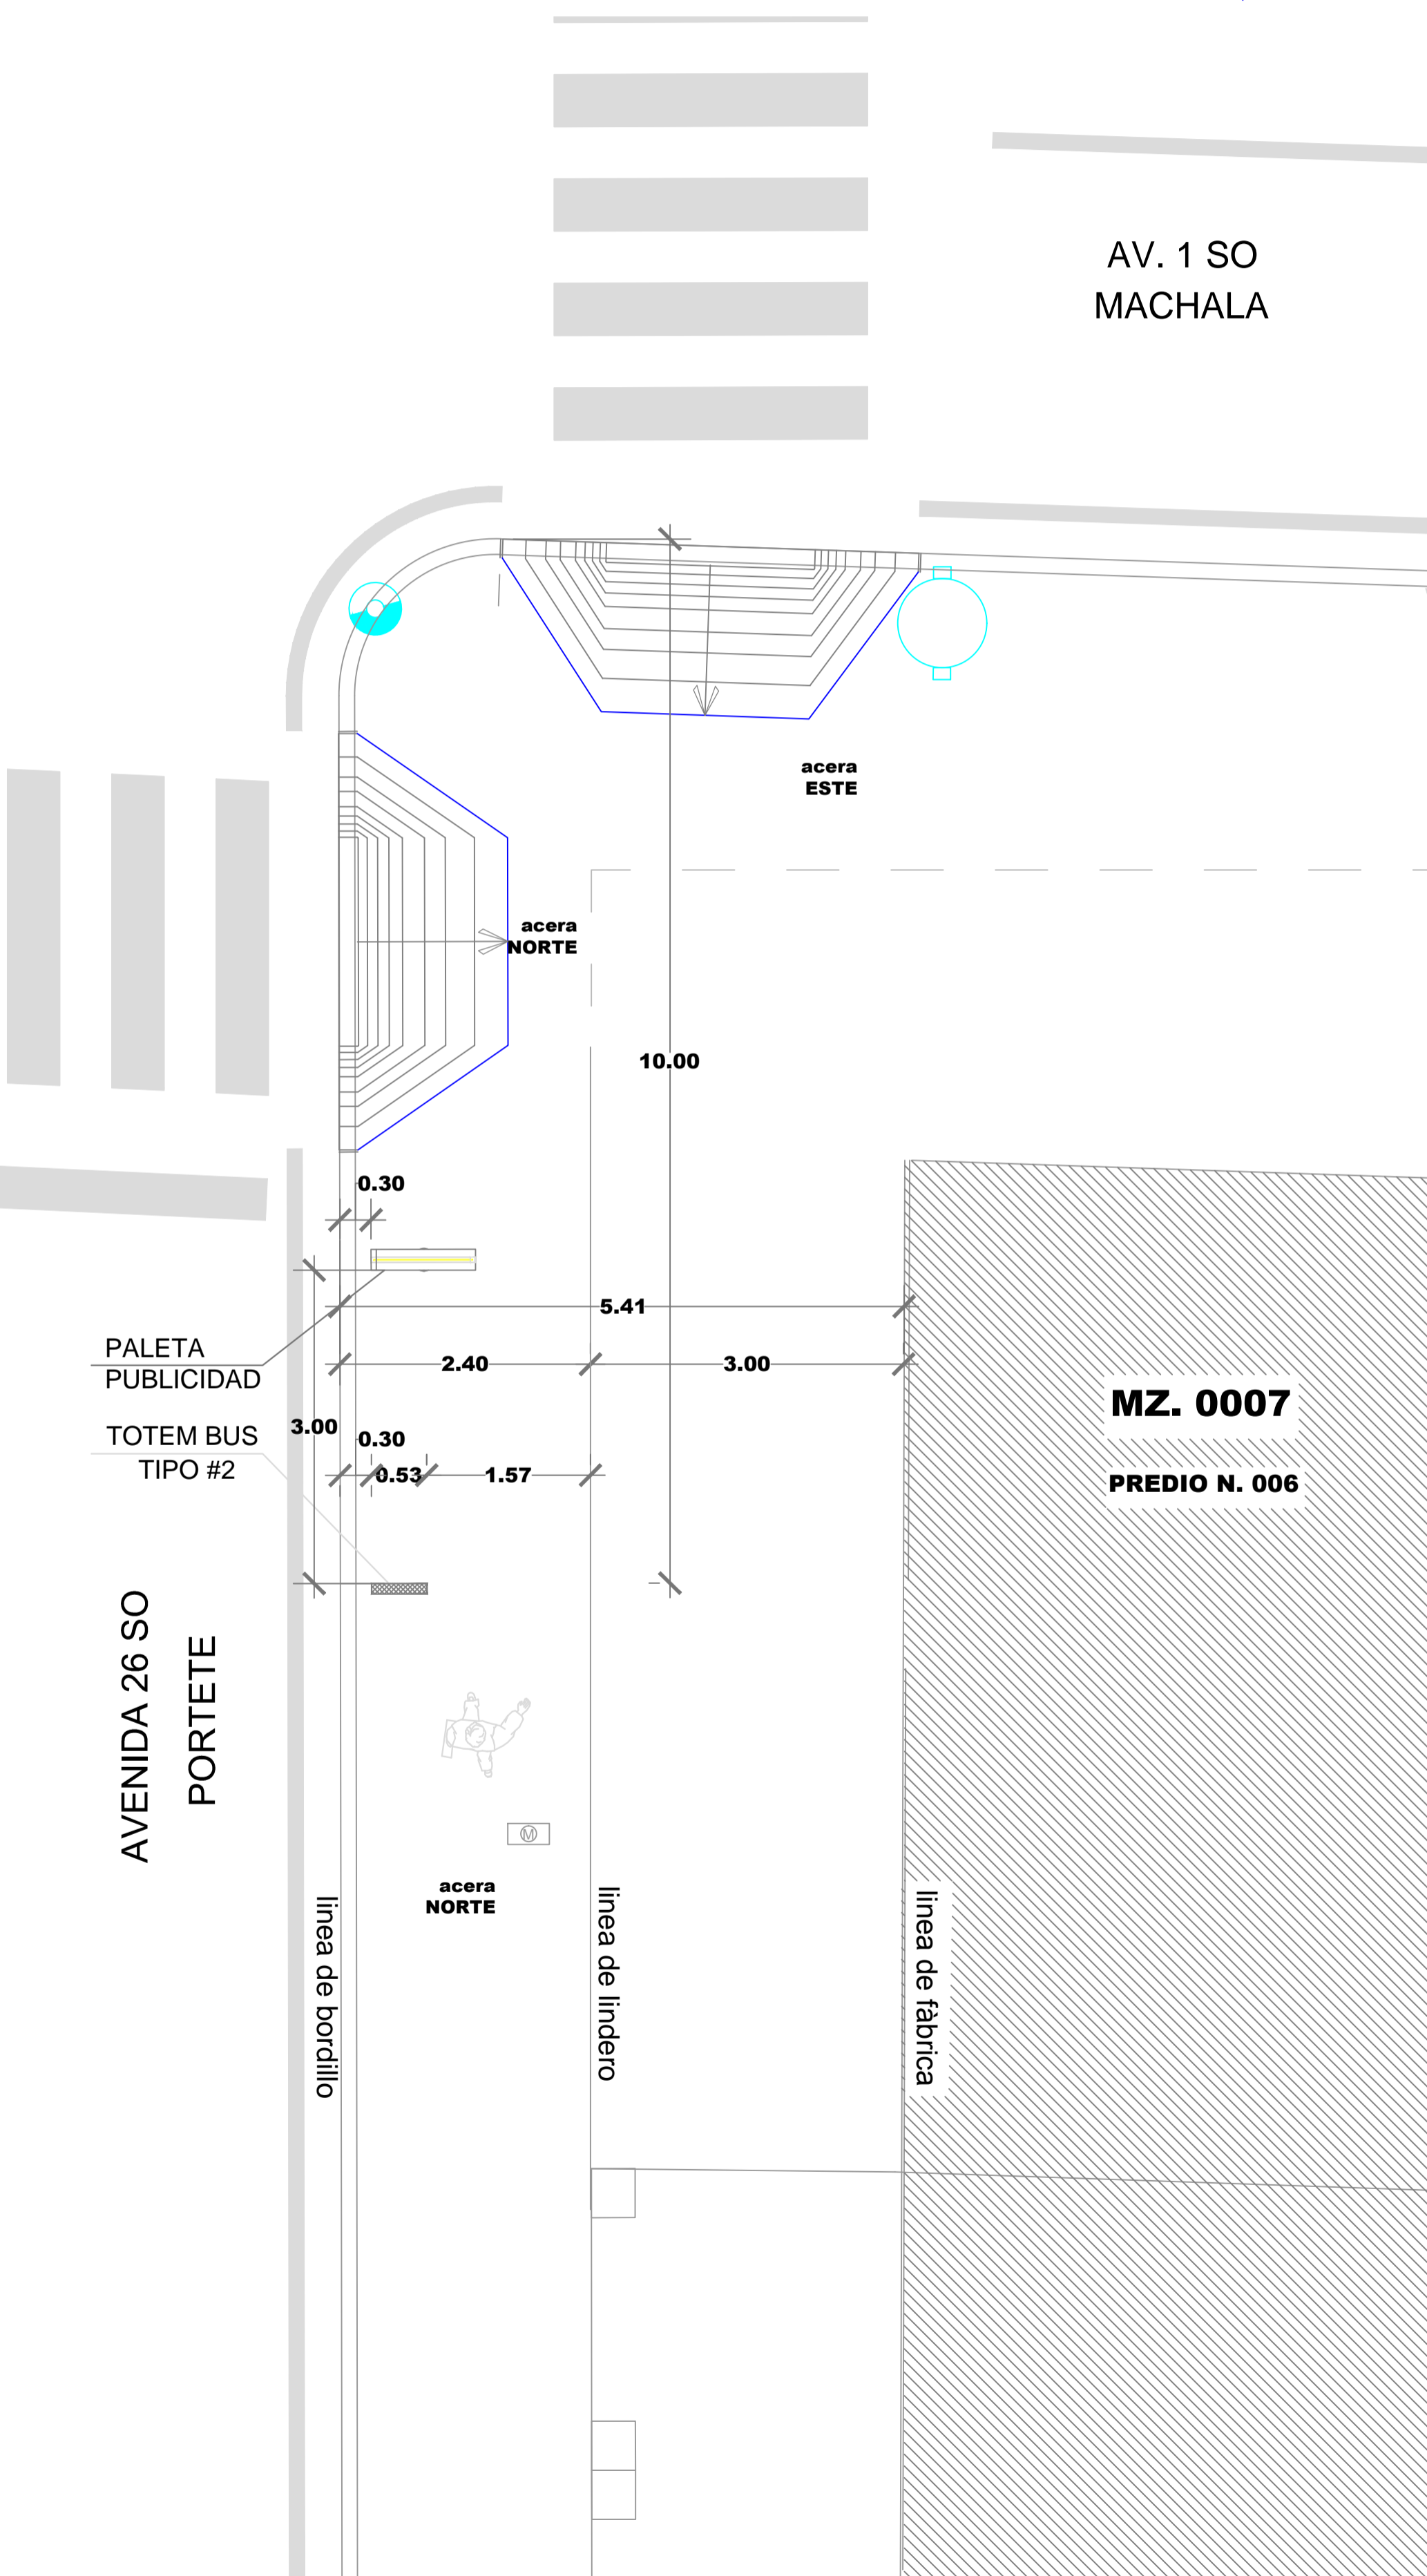 AV. 1 SO
MACHALA
acera
ESTE
acera
NORTE
10.00
0.30
5.41
PALETA
PUBLICIDAD
2.40
3.00
MZ. 0007
3.00
TOTEM BUS
TIPO #2
0.30
0.53
1.57
PREDIO N. 006
AVENIDA 26 SO
PORTETE
M
acera
NORTE
linea de bordillo
linea de lindero
linea de fàbrica